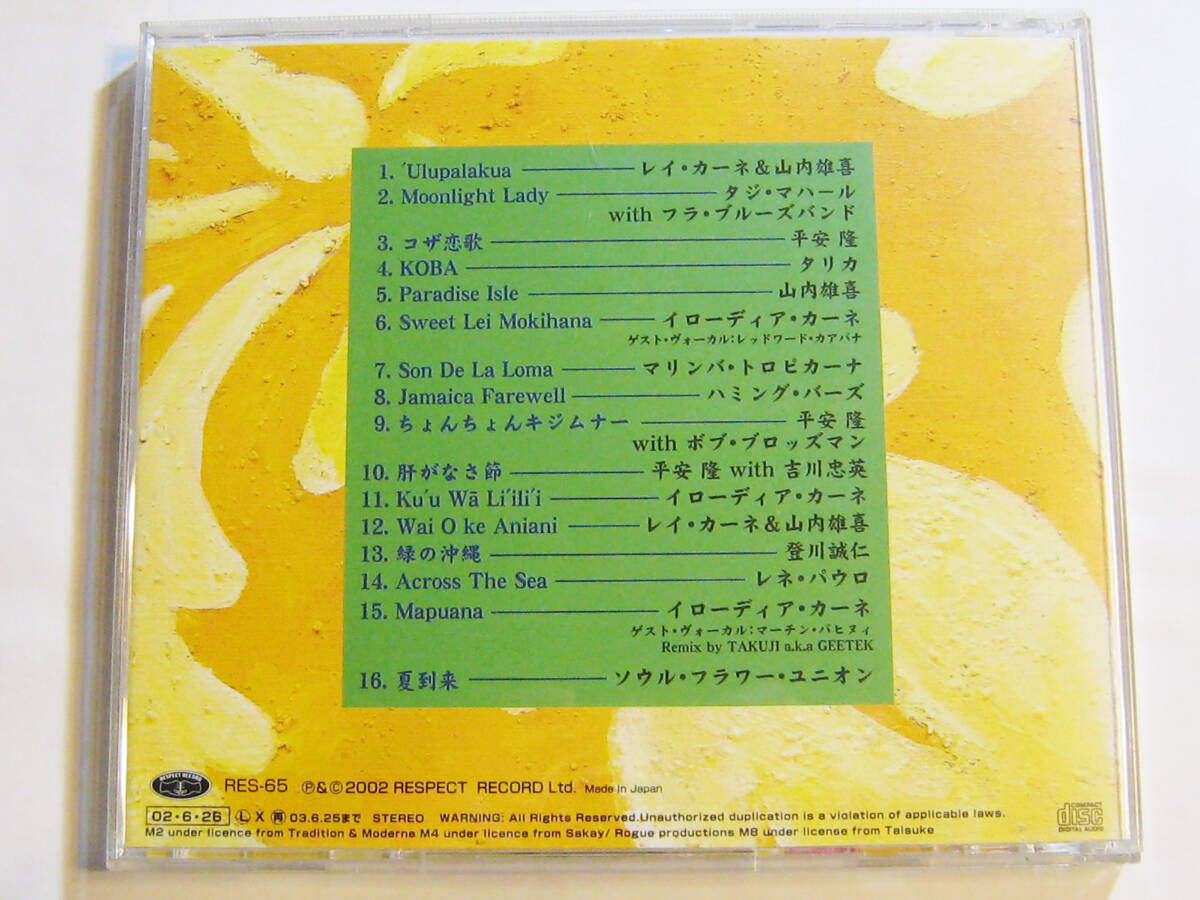 1. 'Ulupalakua レイ・カーネ&山内雄喜
2. Moonlight Lady タジ・マハール
with フラ・ブルーズバンド
3. コザ恋歌 平安 隆
4. KOBA タリカ
5. Paradise Isle 山内雄喜
6. Sweet Lei Mokihana イローディア・カーネ
ゲスト・ヴォーカル:レッドワード・カアパナ
7. Son De La Loma マリンバ・トロピカーナ
8. Jamaica Farewell ハミング・バーズ
9. ちょんちょんキジムナー 平安 隆
with ボブ・ブロッズマン
10. 肝がなさ節 平安 隆 with 吉川忠英
11. Ku'u Wā Li'ili'i イローディア・カーネ
12. Wai O ke Aniani レイ・カーネ&山内雄喜
13. 緑の沖縄 登川誠仁
14. Across The Sea レネ・パウロ
15. Mapuana イローディア・カーネ
ゲスト・ヴォーカル:マーチン・パヒヌィ
Remix by TAKUJI a.k.a GEETEK
16. 夏到来 ソウル・フラワー・ユニオン
RESPECT RECORD
RES-65 Ⓟ&©2002 RESPECT RECORD Ltd. Made In Japan
02・6・26 Ⓛ X ㊥03.6.25まで STEREO WARNING: All Rights Reserved.Unauthorized duplication is a violation of applicable laws.
M2 under licence from Tradition & Moderne M4 under licence from Sakay/ Rogue productions M8 under license from Taisuke
COMPACT
disc
DIGITAL AUDIO